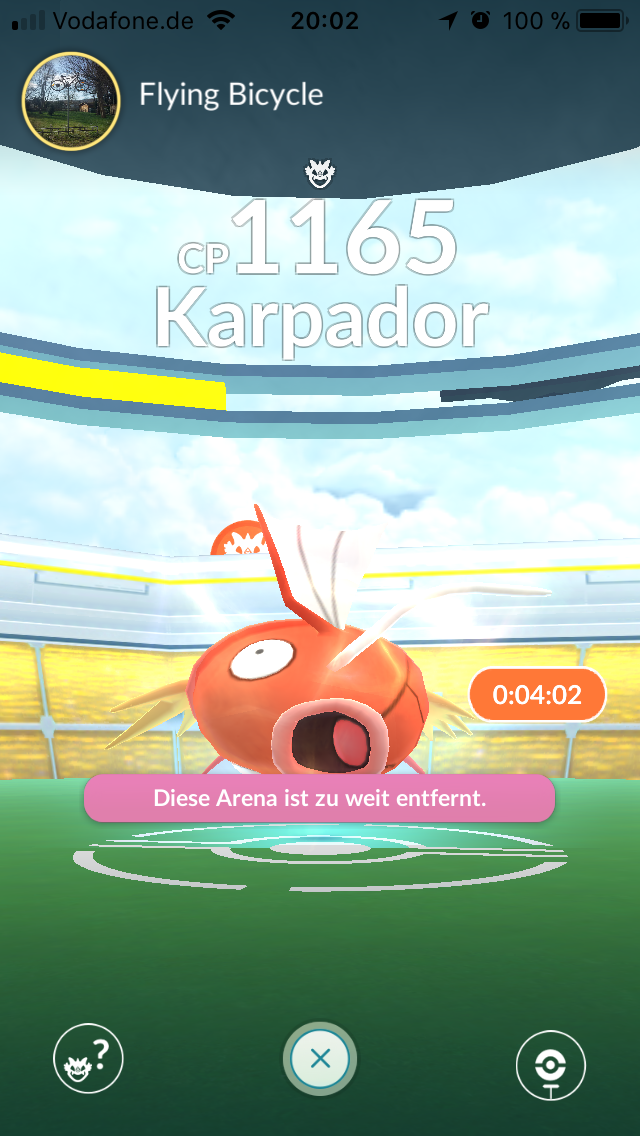 Vodafone.de 20:02 100 %
Flying Bicycle
CP1165
Karpador
0:04:02
Diese Arena ist zu weit entfernt.
?